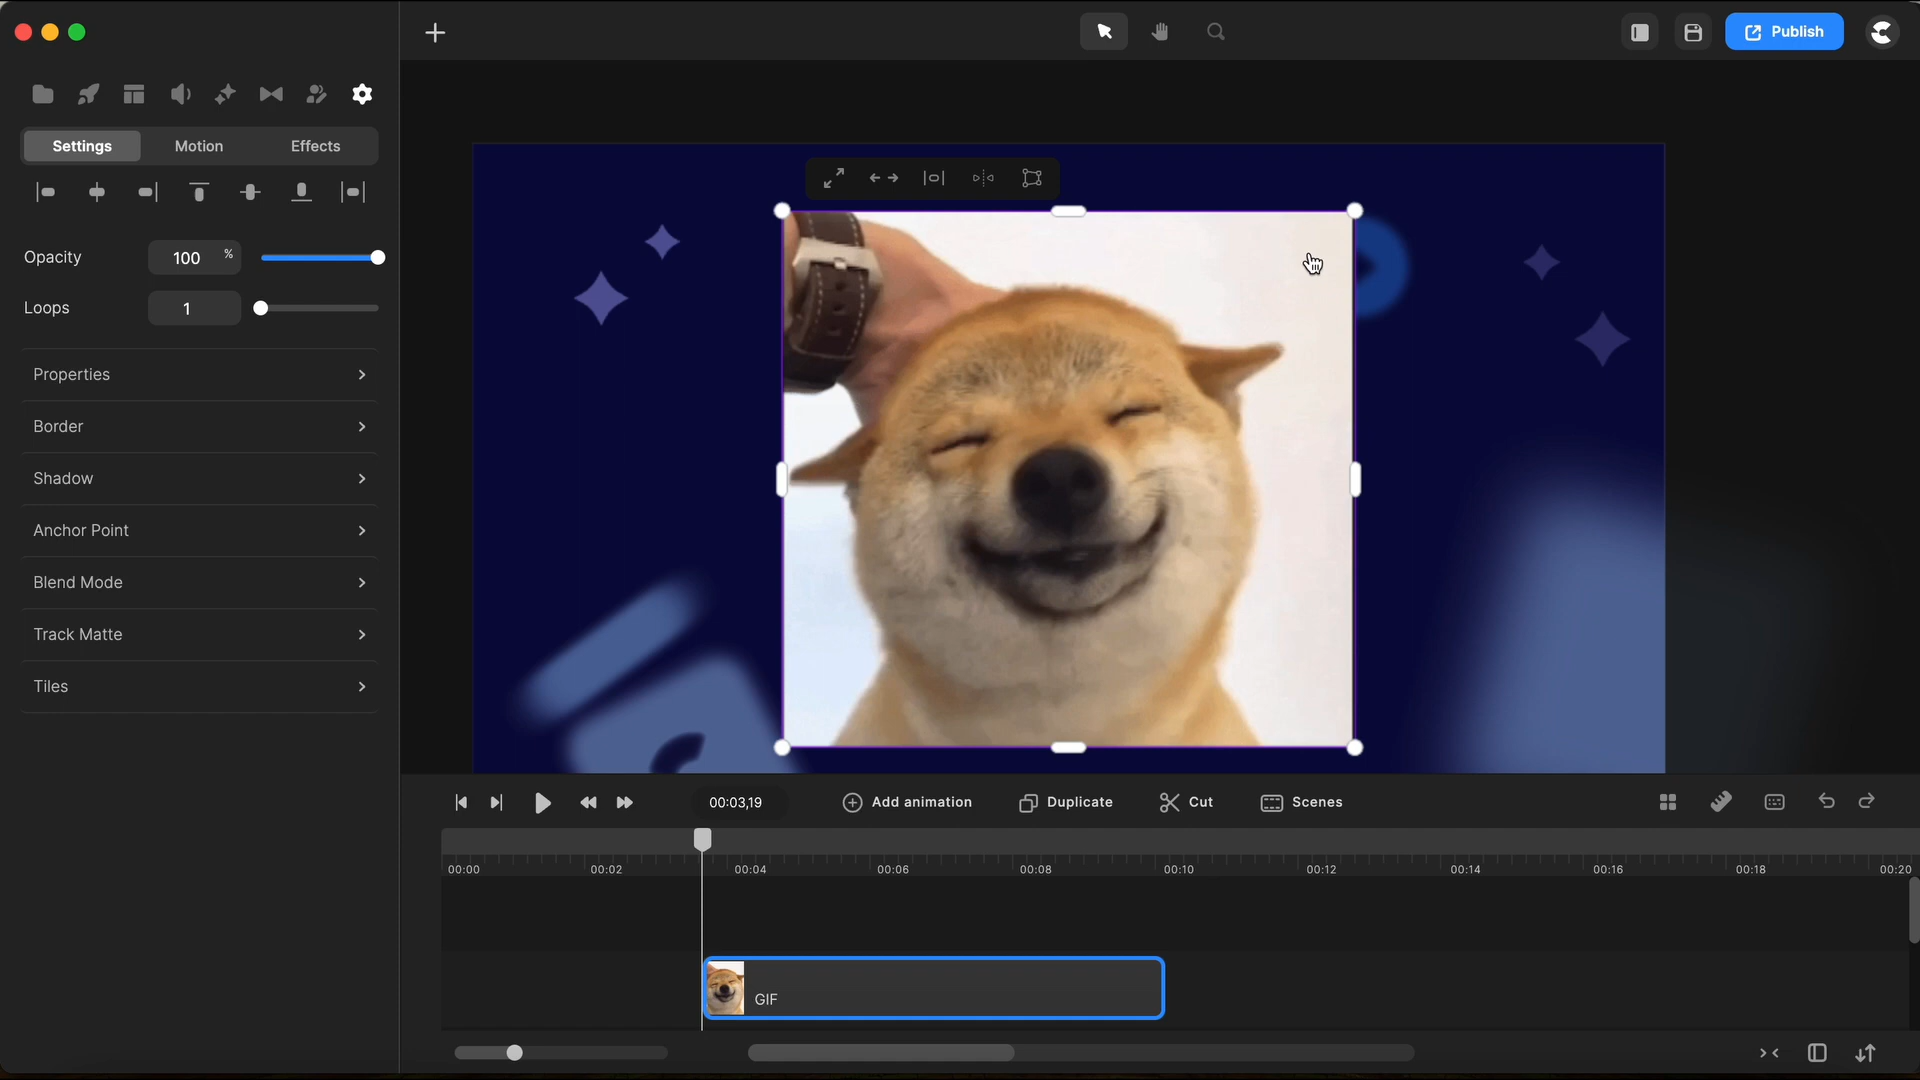 Publish
Settings Motion Effects
Opacity 100 %
Loops 1
Properties
Border
Shadow
Anchor Point
Blend Mode
Track Matte
Tiles
00:03,19 Add animation Duplicate Cut Scenes
00:00 00:02 00:04 00:06 00:08 00:10 00:12 00:14 00:16 00:18 00:20
GIF